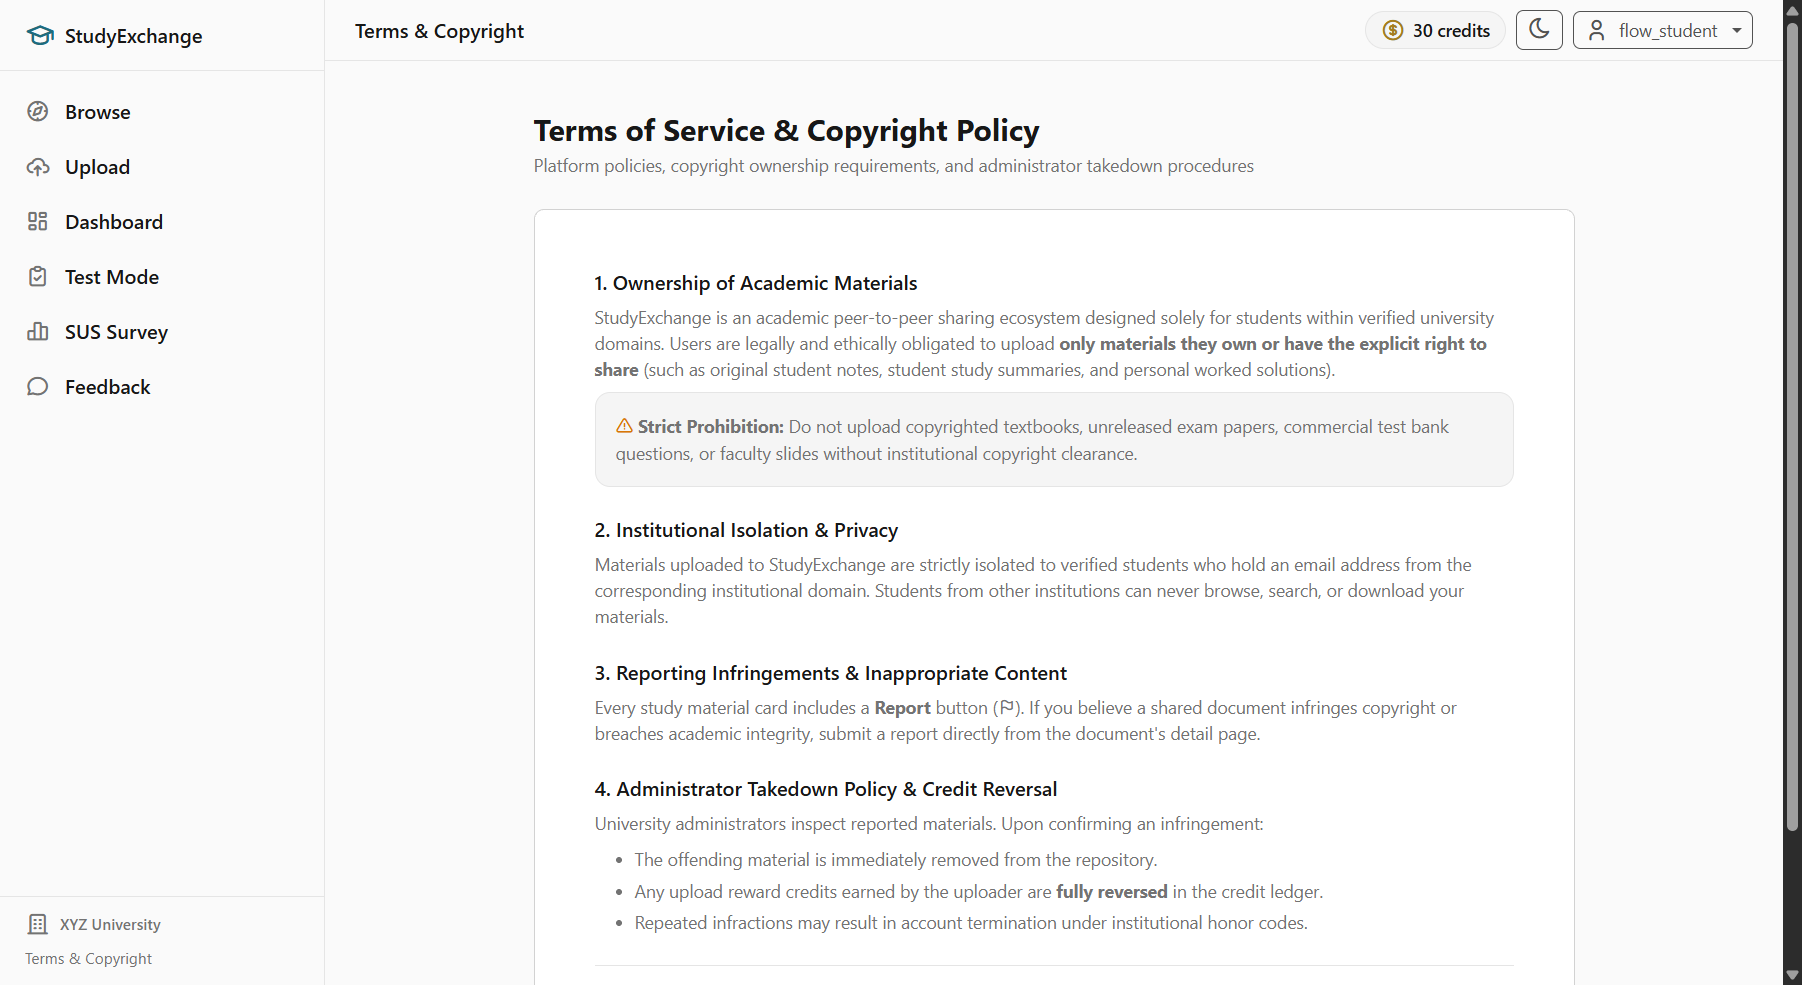 StudyExchange
Terms & Copyright
30 credits
flow_student
Browse
Upload
Dashboard
Test Mode
SUS Survey
Feedback
XYZ University
Terms & Copyright
Terms of Service & Copyright Policy
Platform policies, copyright ownership requirements, and administrator takedown procedures
1. Ownership of Academic Materials
StudyExchange is an academic peer-to-peer sharing ecosystem designed solely for students within verified university
domains. Users are legally and ethically obligated to upload only materials they own or have the explicit right to
share (such as original student notes, student study summaries, and personal worked solutions).
Strict Prohibition: Do not upload copyrighted textbooks, unreleased exam papers, commercial test bank
questions, or faculty slides without institutional copyright clearance.
2. Institutional Isolation & Privacy
Materials uploaded to StudyExchange are strictly isolated to verified students who hold an email address from the
corresponding institutional domain. Students from other institutions can never browse, search, or download your
materials.
3. Reporting Infringements & Inappropriate Content
Every study material card includes a Report button (). If you believe a shared document infringes copyright or
breaches academic integrity, submit a report directly from the document's detail page.
4. Administrator Takedown Policy & Credit Reversal
University administrators inspect reported materials. Upon confirming an infringement:
• The offending material is immediately removed from the repository.
• Any upload reward credits earned by the uploader are fully reversed in the credit ledger.
• Repeated infractions may result in account termination under institutional honor codes.